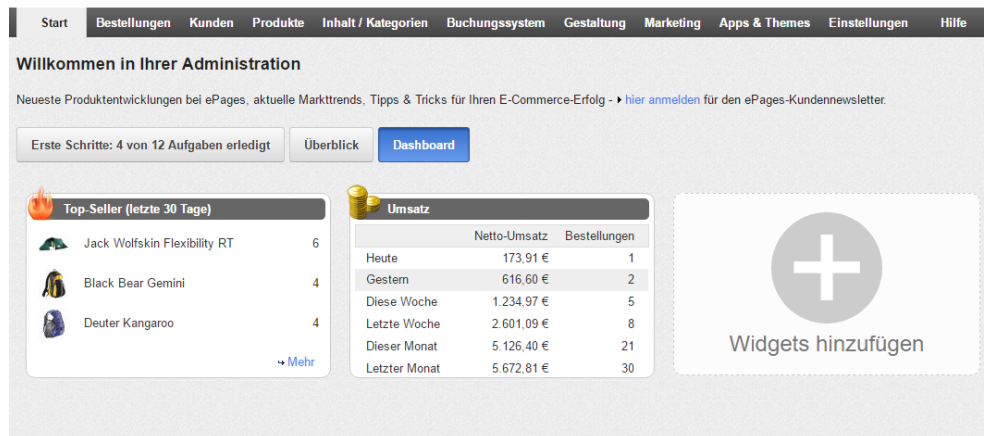 Start Bestellungen Kunden Produkte Inhalt / Kategorien Buchungssystem Gestaltung Marketing Apps & Themes Einstellungen Hilfe
Willkommen in Ihrer Administration
Neueste Produktentwicklungen bei ePages, aktuelle Markttrends, Tipps & Tricks für Ihren E-Commerce-Erfolg - hier anmelden für den ePages-Kundennewsletter.
Erste Schritte: 4 von 12 Aufgaben erledigt Überblick Dashboard
Top-Seller (letzte 30 Tage)
Jack Wolfskin Flexibility RT 6
Black Bear Gemini 4
Deuter Kangaroo 4
Mehr
Umsatz
Netto-Umsatz Bestellungen
Heute 173,91 € 1
Gestern 616,60 € 2
Diese Woche 1.234,97 € 5
Letzte Woche 2.601,09 € 8
Dieser Monat 5.126,40 € 21
Letzter Monat 5.672,81 € 30
Widgets hinzufügen